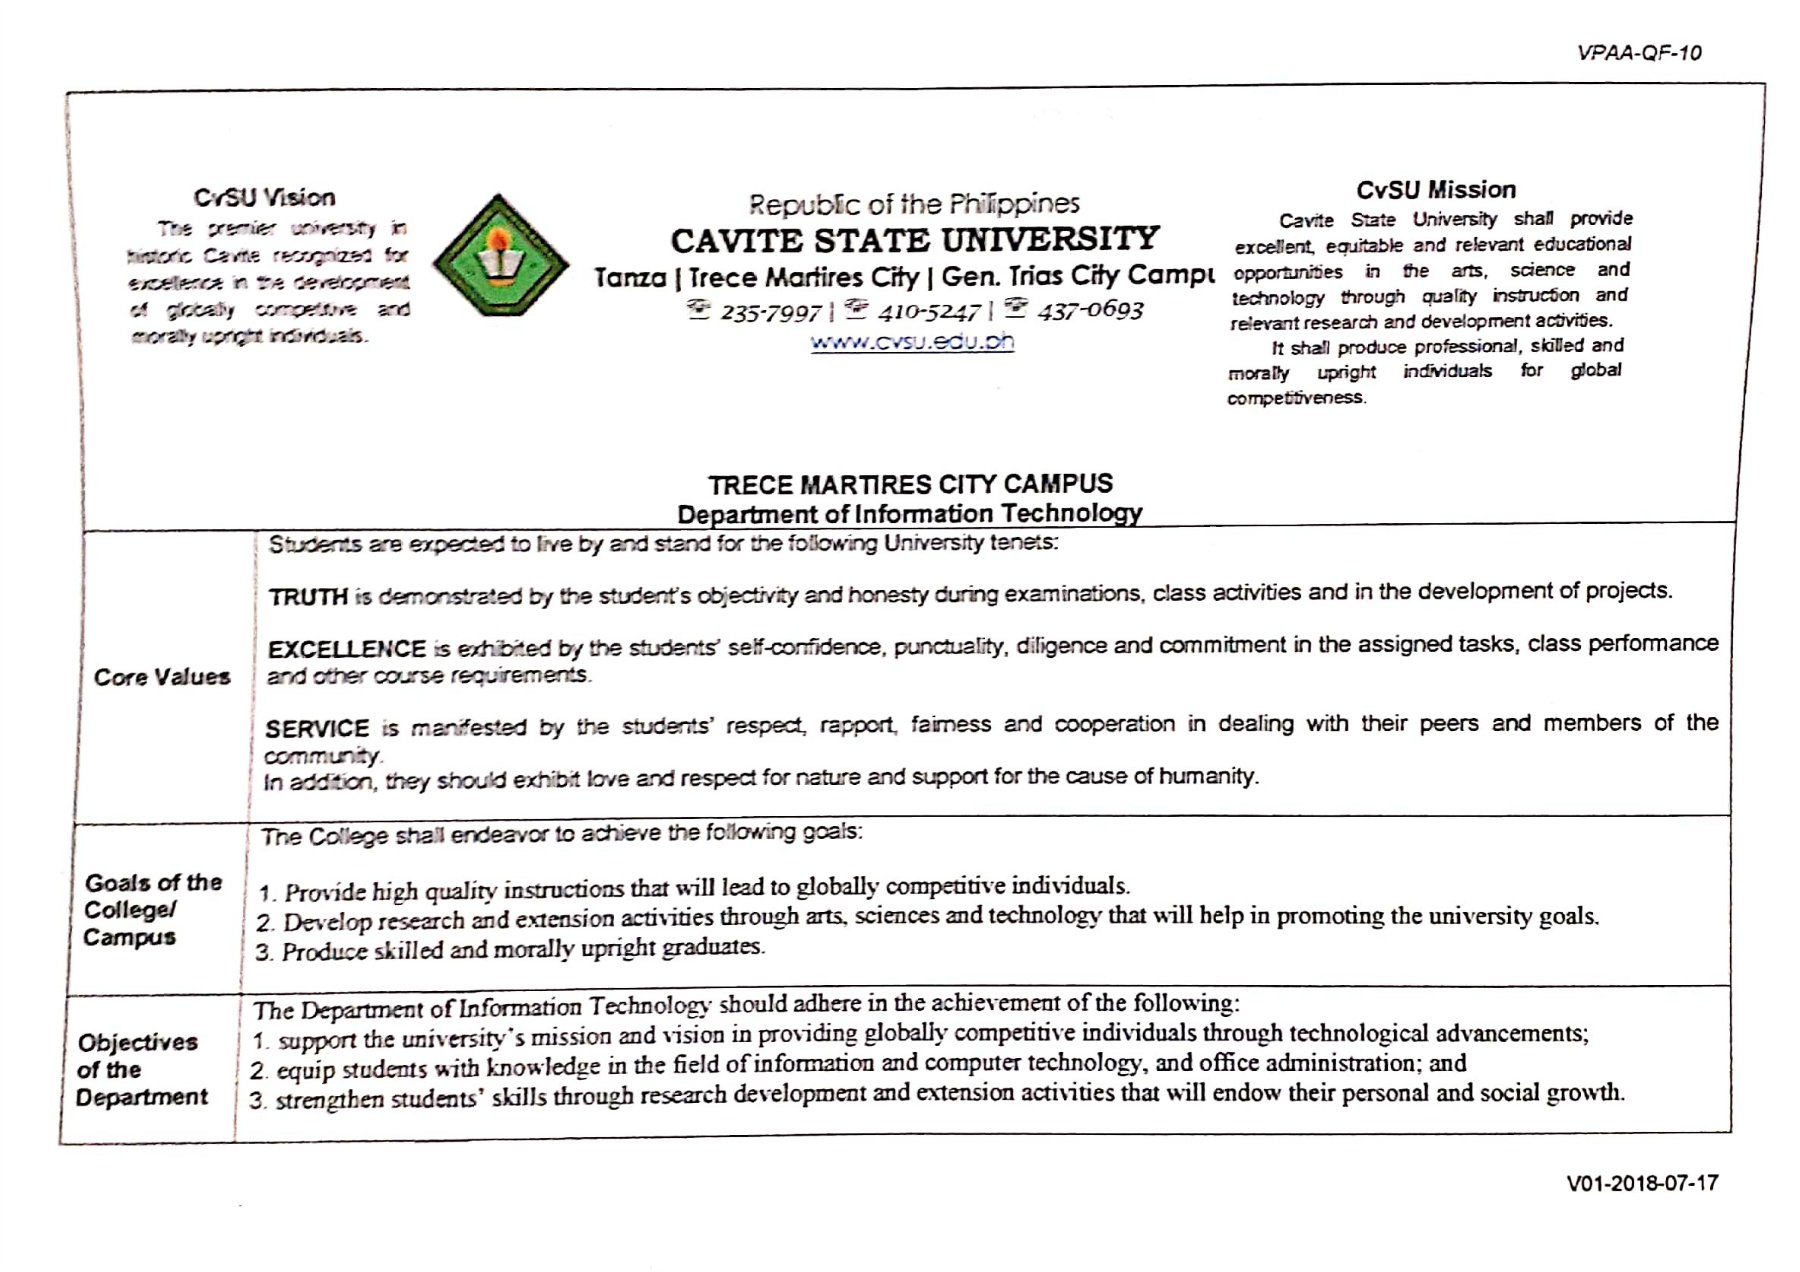 VPAA-QF-10
CvSU Vision
The premier university in
historic Cavite recognized for
excellence in the development
of globally competitive and
morally upright individuals.
Republic of the Philippines
CAVITE STATE UNIVERSITY
Tanza | Trece Martires City | Gen. Trias City Campu
☏ 235-7997 | ☏ 410-5247 | ☏ 437-0693
www.cvsu.edu.ph
CvSU Mission
Cavite State University shall provide
excellent, equitable and relevant educational
opportunities in the arts, science and
technology through quality instruction and
relevant research and development activities.
It shall produce professional, skilled and
morally upright individuals for global
competitiveness.
TRECE MARTIRES CITY CAMPUS
Department of Information Technology
Core Values
Students are expected to live by and stand for the following University tenets:
TRUTH is demonstrated by the student's objectivity and honesty during examinations, class activities and in the development of projects.
EXCELLENCE is exhibited by the students' self-confidence, punctuality, diligence and commitment in the assigned tasks, class performance
and other course requirements.
SERVICE is manifested by the students' respect, rapport, fairness and cooperation in dealing with their peers and members of the
community.
In addition, they should exhibit love and respect for nature and support for the cause of humanity.
Goals of the
College/
Campus
The College shall endeavor to achieve the following goals:
1. Provide high quality instructions that will lead to globally competitive individuals.
2. Develop research and extension activities through arts, sciences and technology that will help in promoting the university goals.
3. Produce skilled and morally upright graduates.
Objectives
of the
Department
The Department of Information Technology should adhere in the achievement of the following:
1. support the university's mission and vision in providing globally competitive individuals through technological advancements;
2. equip students with knowledge in the field of information and computer technology, and office administration; and
3. strengthen students' skills through research development and extension activities that will endow their personal and social growth.
V01-2018-07-17